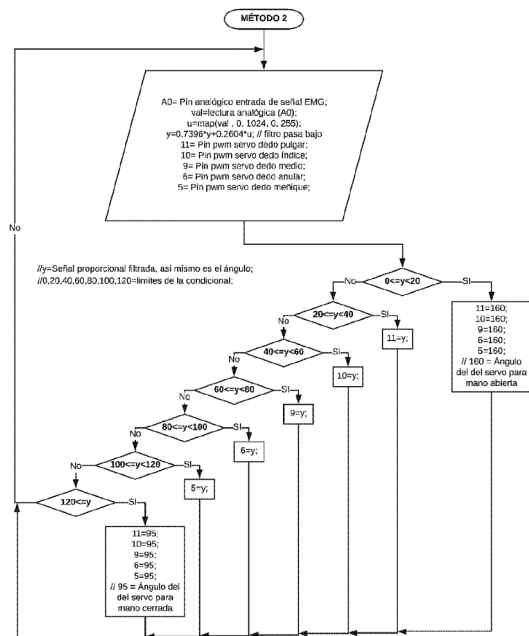 MÉTODO 2
A0= Pin analógico entrada de señal EMG;
val=lectura analógica (A0);
u=map(val , 0, 1024, 0, 255);
y=0.7396*y+0.2604*u; // filtro pasa bajo
11= Pin pwm servo dedo pulgar;
10= Pin pwm servo dedo índice;
9= Pin pwm servo dedo medio;
6= Pin pwm servo dedo anular;
5= Pin pwm servo dedo meñique;
No
//y=Señal proporcional filtrada, asi mismo es el ángulo;
//0,20,40,60,80,100,120=limites de la condicional;
No
0<=y<20
SI
11=160;
10=160;
9=160;
6=160;
5=160;
// 160 = Ángulo
del del servo para
mano abierta
No
20<=y<40
SI
11=y;
No
40<=y<60
SI
10=y;
No
60<=y<80
SI
9=y;
No
80<=y<100
SI
6=y;
No
100<=y<120
SI
5=y;
120<=y
SI
11=95;
10=95;
9=95;
6=95;
5=95;
// 95 = Ángulo del
del servo para
mano cerrada